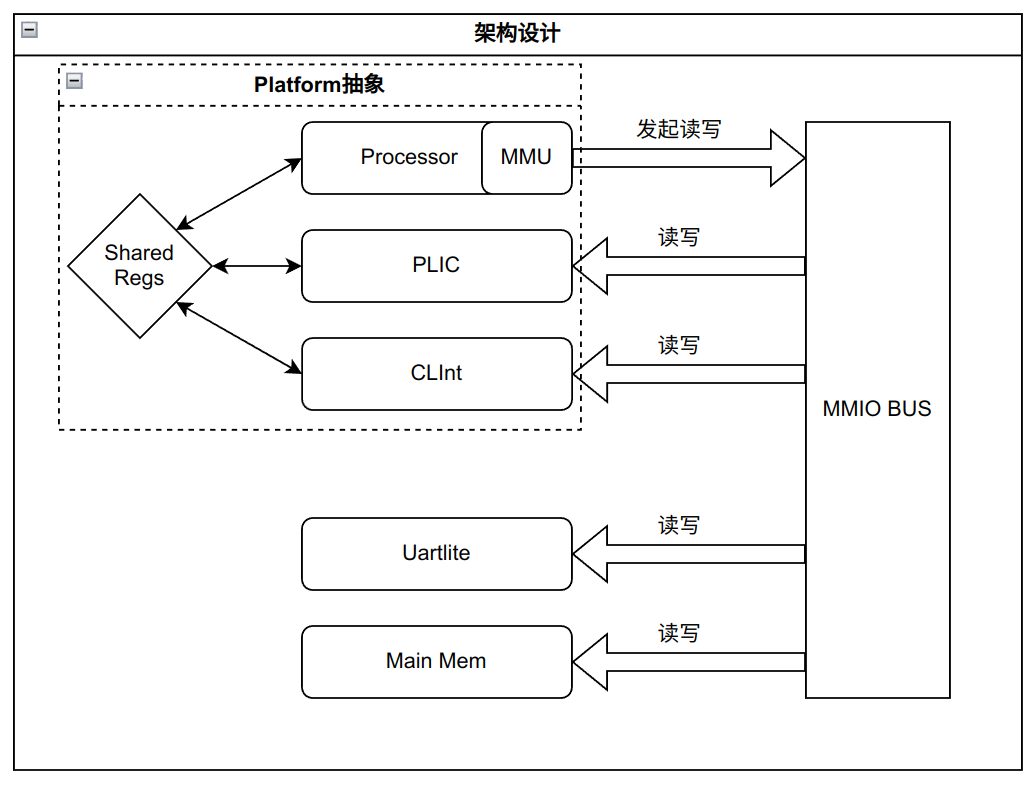 架构设计
Platform抽象
Processor
MMU
发起读写
Shared
Regs
PLIC
读写
CLInt
读写
MMIO BUS
Uartlite
读写
Main Mem
读写